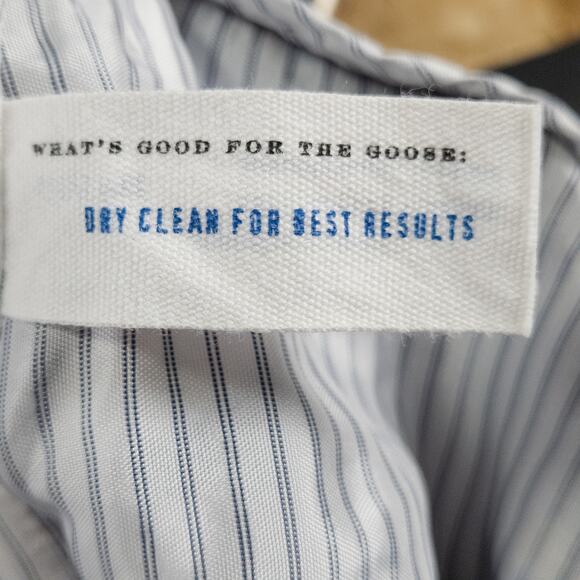 WHAT'S GOOD FOR THE GOOSE:
DRY CLEAN FOR BEST RESULTS